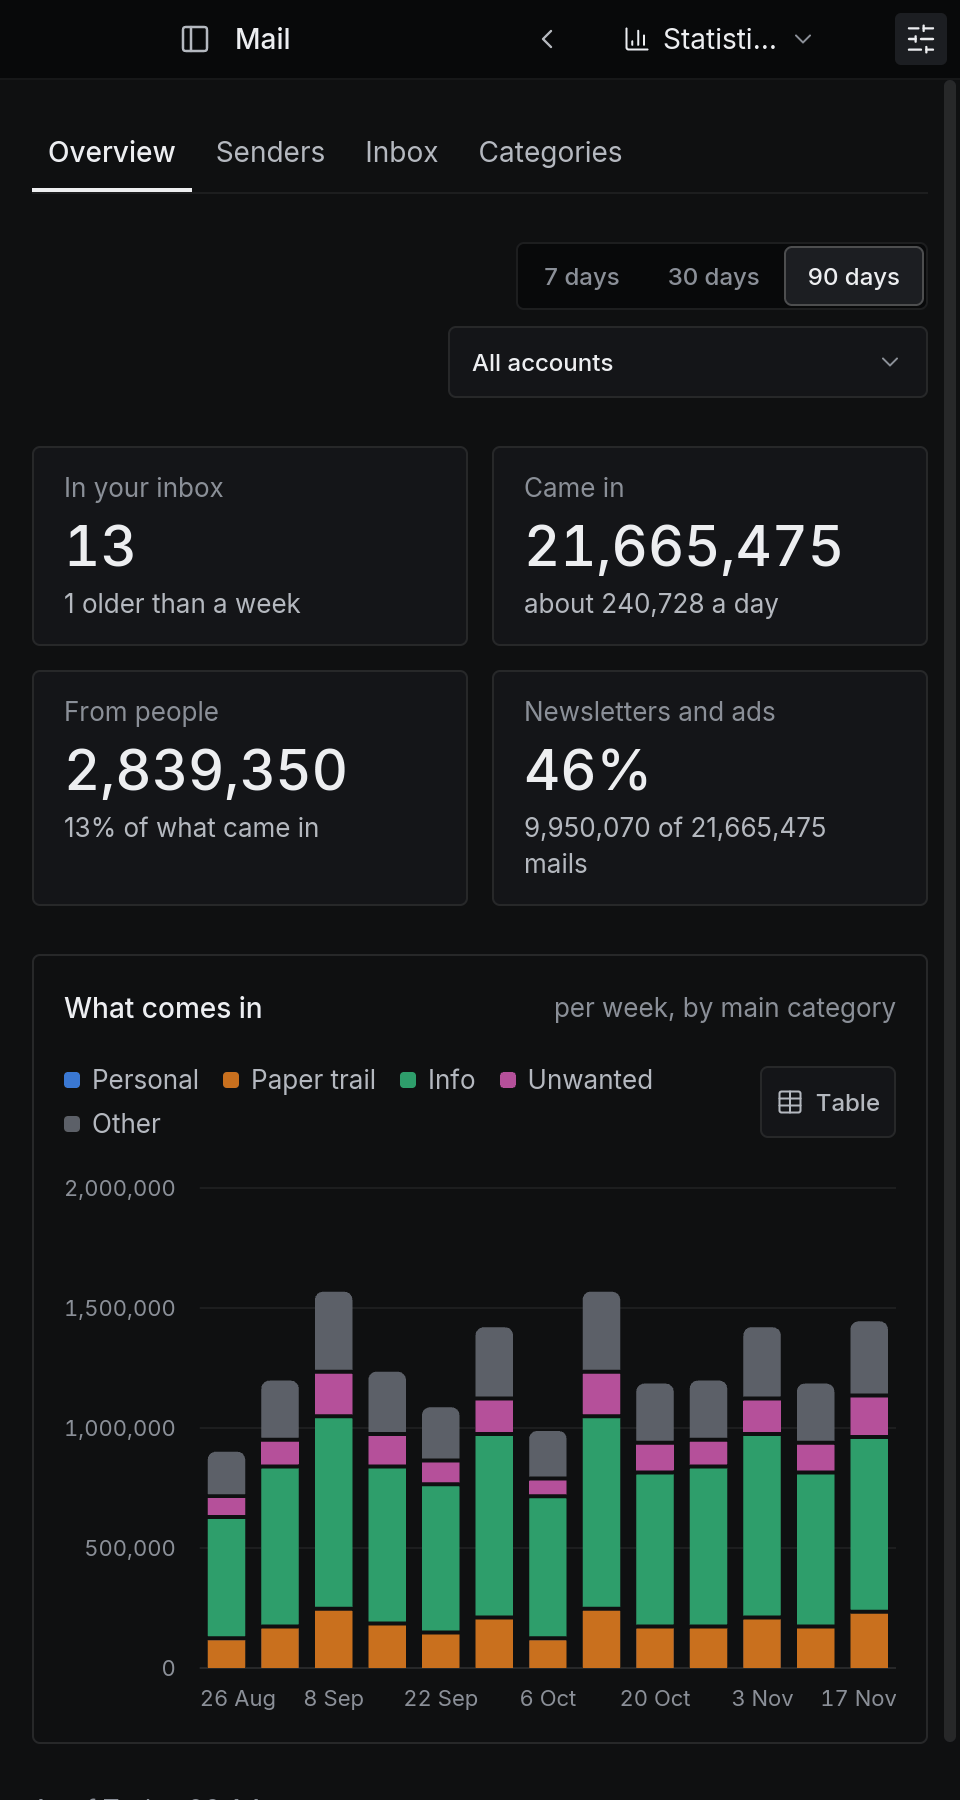 Mail
Statisti...
Overview Senders Inbox Categories
7 days 30 days 90 days
All accounts
In your inbox
13
1 older than a week
Came in
21,665,475
about 240,728 a day
From people
2,839,350
13% of what came in
Newsletters and ads
46%
9,950,070 of 21,665,475
mails
What comes in
per week, by main category
Personal Paper trail Info Unwanted
Other
Table
2,000,000
1,500,000
1,000,000
500,000
0
26 Aug 8 Sep 22 Sep 6 Oct 20 Oct 3 Nov 17 Nov